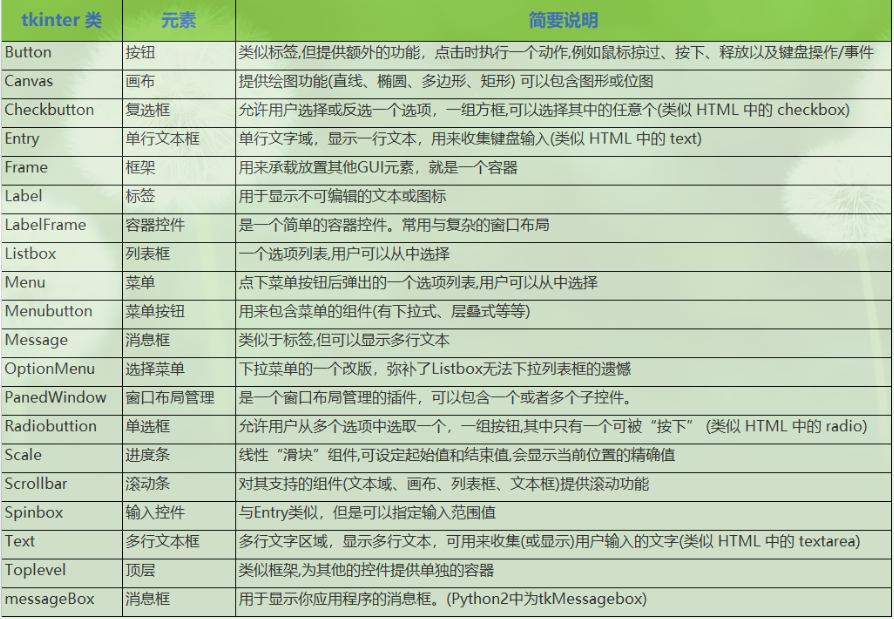 tkinter 类 元素 简要说明
Button 按钮 类似标签,但提供额外的功能，点击时执行一个动作,例如鼠标掠过、按下、释放以及键盘操作/事件
Canvas 画布 提供绘图功能(直线、椭圆、多边形、矩形) 可以包含图形或位图
Checkbutton 复选框 允许用户选择或反选一个选项，一组方框,可以选择其中的任意个(类似 HTML 中的 checkbox)
Entry 单行文本框 单行文字域，显示一行文本，用来收集键盘输入(类似 HTML 中的 text)
Frame 框架 用来承载放置其他GUI元素，就是一个容器
Label 标签 用于显示不可编辑的文本或图标
LabelFrame 容器控件 是一个简单的容器控件。常用与复杂的窗口布局
Listbox 列表框 一个选项列表,用户可以从中选择
Menu 菜单 点下菜单按钮后弹出的一个选项列表,用户可以从中选择
Menubutton 菜单按钮 用来包含菜单的组件(有下拉式、层叠式等等)
Message 消息框 类似于标签,但可以显示多行文本
OptionMenu 选择菜单 下拉菜单的一个改版，弥补了Listbox无法下拉列表框的遗憾
PanedWindow 窗口布局管理 是一个窗口布局管理的插件，可以包含一个或者多个子控件。
Radiobuttion 单选框 允许用户从多个选项中选取一个，一组按钮,其中只有一个可被“按下” (类似 HTML 中的 radio)
Scale 进度条 线性“滑块”组件,可设定起始值和结束值,会显示当前位置的精确值
Scrollbar 滚动条 对其支持的组件(文本域、画布、列表框、文本框)提供滚动功能
Spinbox 输入控件 与Entry类似，但是可以指定输入范围值
Text 多行文本框 多行文字区域，显示多行文本，可用来收集(或显示)用户输入的文字(类似 HTML 中的 textarea)
Toplevel 顶层 类似框架,为其他的控件提供单独的容器
messageBox 消息框 用于显示你应用程序的消息框。(Python2中为tkMessagebox)